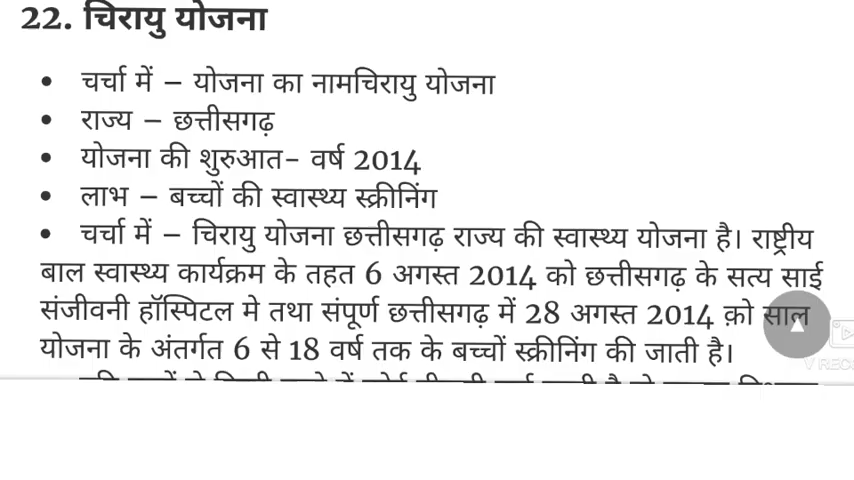 22. चिरायु योजना
• चर्चा में – योजना का नामचिरायु योजना
• राज्य – छत्तीसगढ़
• योजना की शुरुआत- वर्ष 2014
• लाभ – बच्चों की स्वास्थ्य स्क्रीनिंग
• चर्चा में – चिरायु योजना छत्तीसगढ़ राज्य की स्वास्थ्य योजना है। राष्ट्रीय
बाल स्वास्थ्य कार्यक्रम के तहत 6 अगस्त 2014 को छत्तीसगढ़ के सत्य साई
संजीवनी हॉस्पिटल मे तथा संपूर्ण छत्तीसगढ़ में 28 अगस्त 2014 क़ो साल
योजना के अंतर्गत 6 से 18 वर्ष तक के बच्चों स्क्रीनिंग की जाती है।
V REC